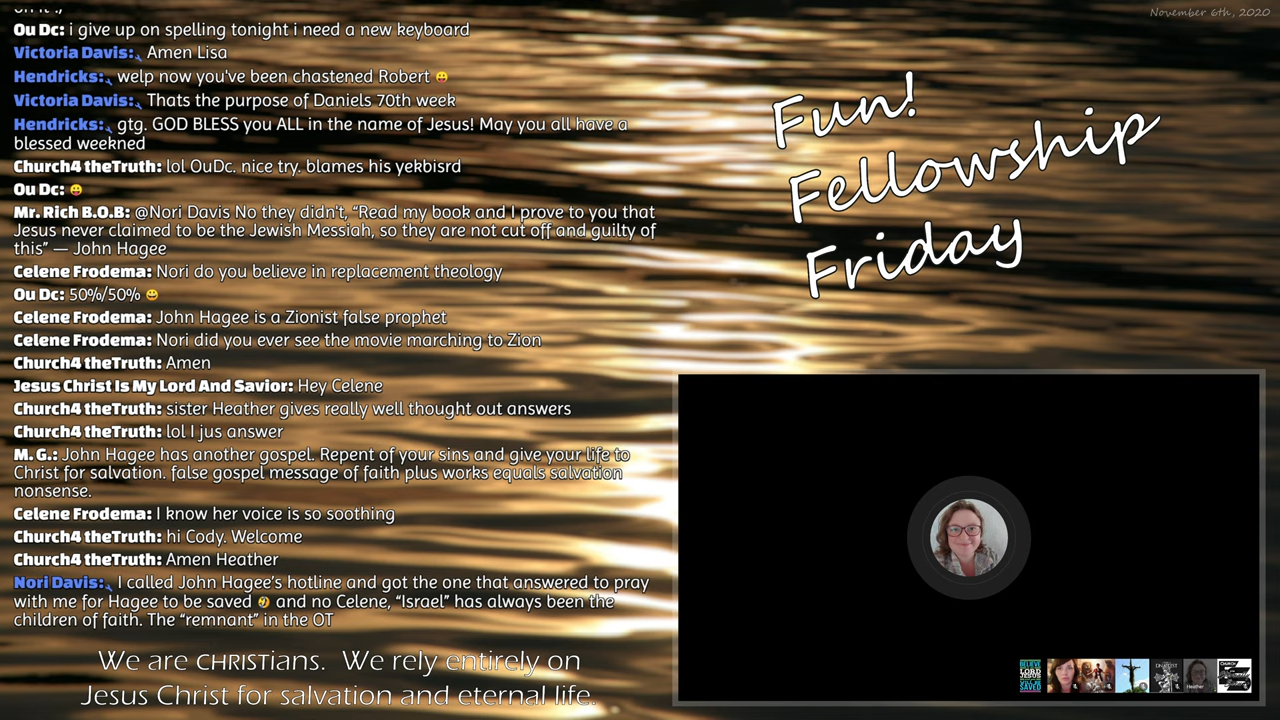 November 6th, 2020
Ou Dc: i give up on spelling tonight i need a new keyboard
Victoria Davis: Amen Lisa
Hendricks: welp now you've been chastened Robert 😛
Victoria Davis: Thats the purpose of Daniels 70th week
Hendricks: gtg. GOD BLESS you ALL in the name of Jesus! May you all have a
blessed weekned
Church4 theTruth: lol OuDc. nice try. blames his yekbisrd
Ou Dc: 😛
Mr. Rich B.O.B: @Nori Davis No they didn't, “Read my book and I prove to you that
Jesus never claimed to be the Jewish Messiah, so they are not cut off and guilty of
this” — John Hagee
Celene Frodema: Nori do you believe in replacement theology
Ou Dc: 50%/50% 😀
Celene Frodema: John Hagee is a Zionist false prophet
Celene Frodema: Nori did you ever see the movie marching to Zion
Church4 theTruth: Amen
Jesus Christ Is My Lord And Savior: Hey Celene
Church4 theTruth: sister Heather gives really well thought out answers
Church4 theTruth: lol I jus answer
M. G.: John Hagee has another gospel. Repent of your sins and give your life to
Christ for salvation. false gospel message of faith plus works equals salvation
nonsense.
Celene Frodema: I know her voice is so soothing
Church4 theTruth: hi Cody. Welcome
Church4 theTruth: Amen Heather
Nori Davis: I called John Hagee’s hotline and got the one that answered to pray
with me for Hagee to be saved 🤣 and no Celene, “Israel” has always been the
children of faith. The “remnant” in the OT
We are CHRISTians. We rely entirely on
Jesus Christ for salvation and eternal life.
Fun!
Fellowship
Friday
BELIEVE
LORD
JESUS
SAVED
Heather